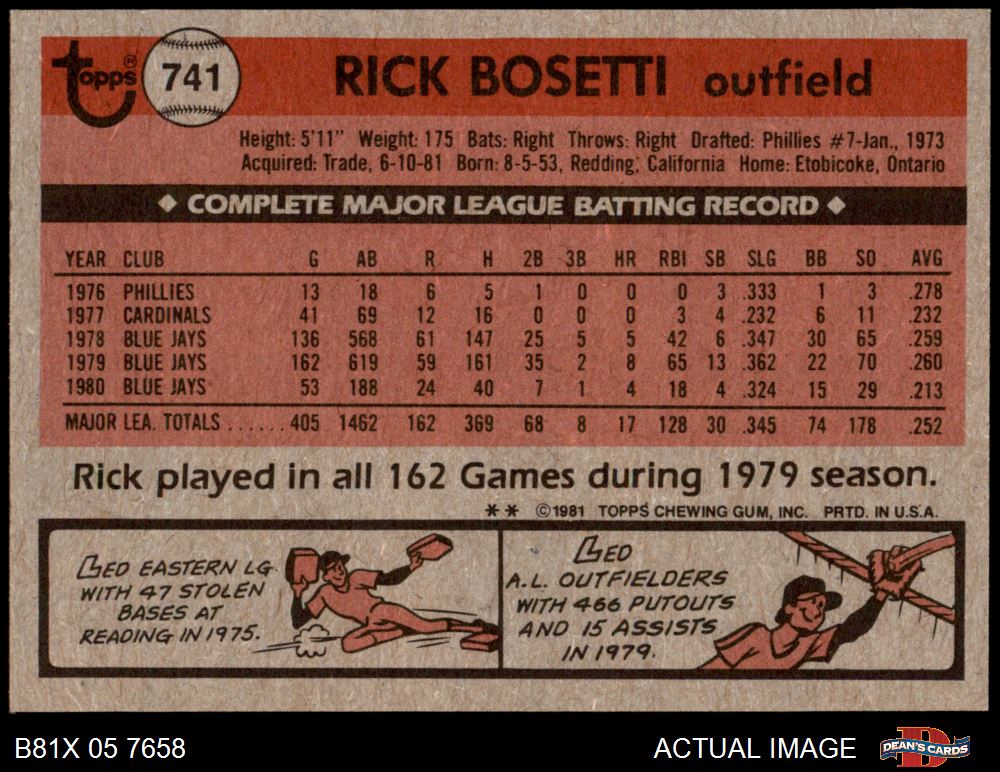 Topps®
741
RICK BOSETTI outfield
Height: 5'11" Weight: 175 Bats: Right Throws: Right Drafted: Phillies #7-Jan., 1973
Acquired: Trade, 6-10-81 Born: 8-5-53, Redding, California Home: Etobicoke, Ontario
◆ COMPLETE MAJOR LEAGUE BATTING RECORD ◆
YEAR CLUB G AB R H 2B 3B HR RBI SB SLG BB SO AVG
1976 PHILLIES 13 18 6 5 1 0 0 0 3 .333 1 3 .278
1977 CARDINALS 41 69 12 16 0 0 0 3 4 .232 6 11 .232
1978 BLUE JAYS 136 568 61 147 25 5 5 42 6 .347 30 65 .259
1979 BLUE JAYS 162 619 59 161 35 2 8 65 13 .362 22 70 .260
1980 BLUE JAYS 53 188 24 40 7 1 4 18 4 .324 15 29 .213
MAJOR LEA. TOTALS ...... 405 1462 162 369 68 8 17 128 30 .345 74 178 .252
Rick played in all 162 Games during 1979 season.
** ©1981 TOPPS CHEWING GUM, INC. PRTD. IN U.S.A.
LED EASTERN LG.
WITH 47 STOLEN
BASES AT
READING IN 1975.
LED
A.L. OUTFIELDERS
WITH 466 PUTOUTS
AND 15 ASSISTS
IN 1979.
B81X 05 7658
ACTUAL IMAGE
D
DEAN'S CARDS